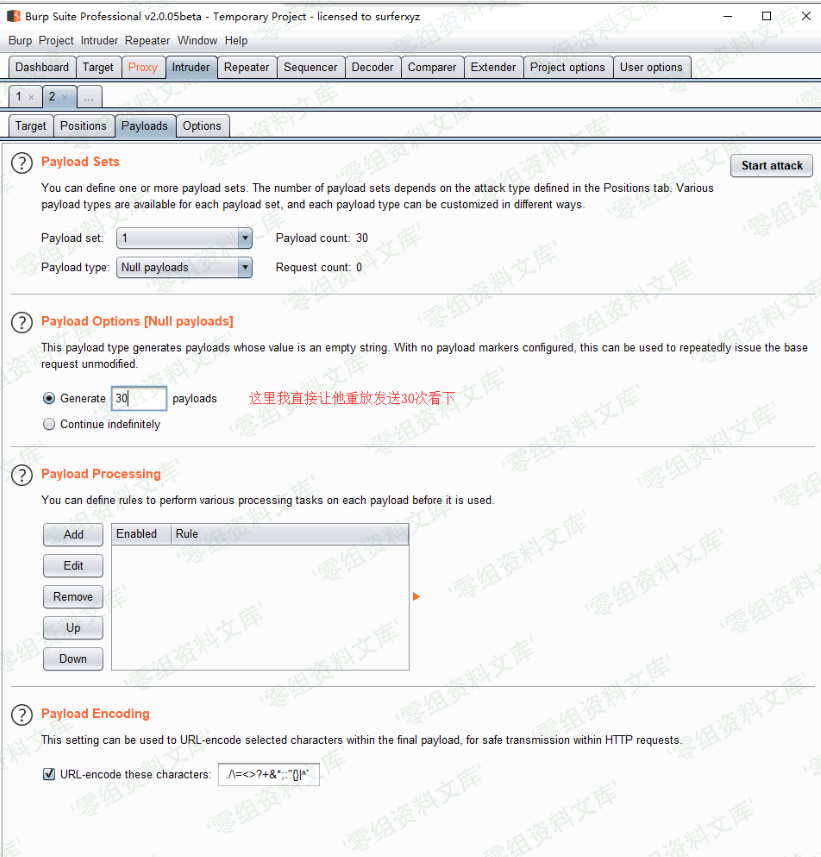 Burp Suite Professional v2.0.05beta - Temporary Project - licensed to surferxyz
Burp Project Intruder Repeater Window Help
Dashboard Target Proxy Intruder Repeater Sequencer Decoder Comparer Extender Project options User options
1 × 2 × ...
Target Positions Payloads Options
? Payload Sets
Start attack
You can define one or more payload sets. The number of payload sets depends on the attack type defined in the Positions tab. Various
payload types are available for each payload set, and each payload type can be customized in different ways.
Payload set: 1 Payload count: 30
Payload type: Null payloads Request count: 0
? Payload Options [Null payloads]
This payload type generates payloads whose value is an empty string. With no payload markers configured, this can be used to repeatedly issue the base
request unmodified.
Generate 30 payloads 这里我直接让他重放发送30次看下
Continue indefinitely
? Payload Processing
You can define rules to perform various processing tasks on each payload before it is used.
Add Enabled Rule
Edit
Remove
Up
Down
? Payload Encoding
This setting can be used to URL-encode selected characters within the final payload, for safe transmission within HTTP requests.
URL-encode these characters: ./\=<>?+&*;:"{}|^`
'零组资料文库'